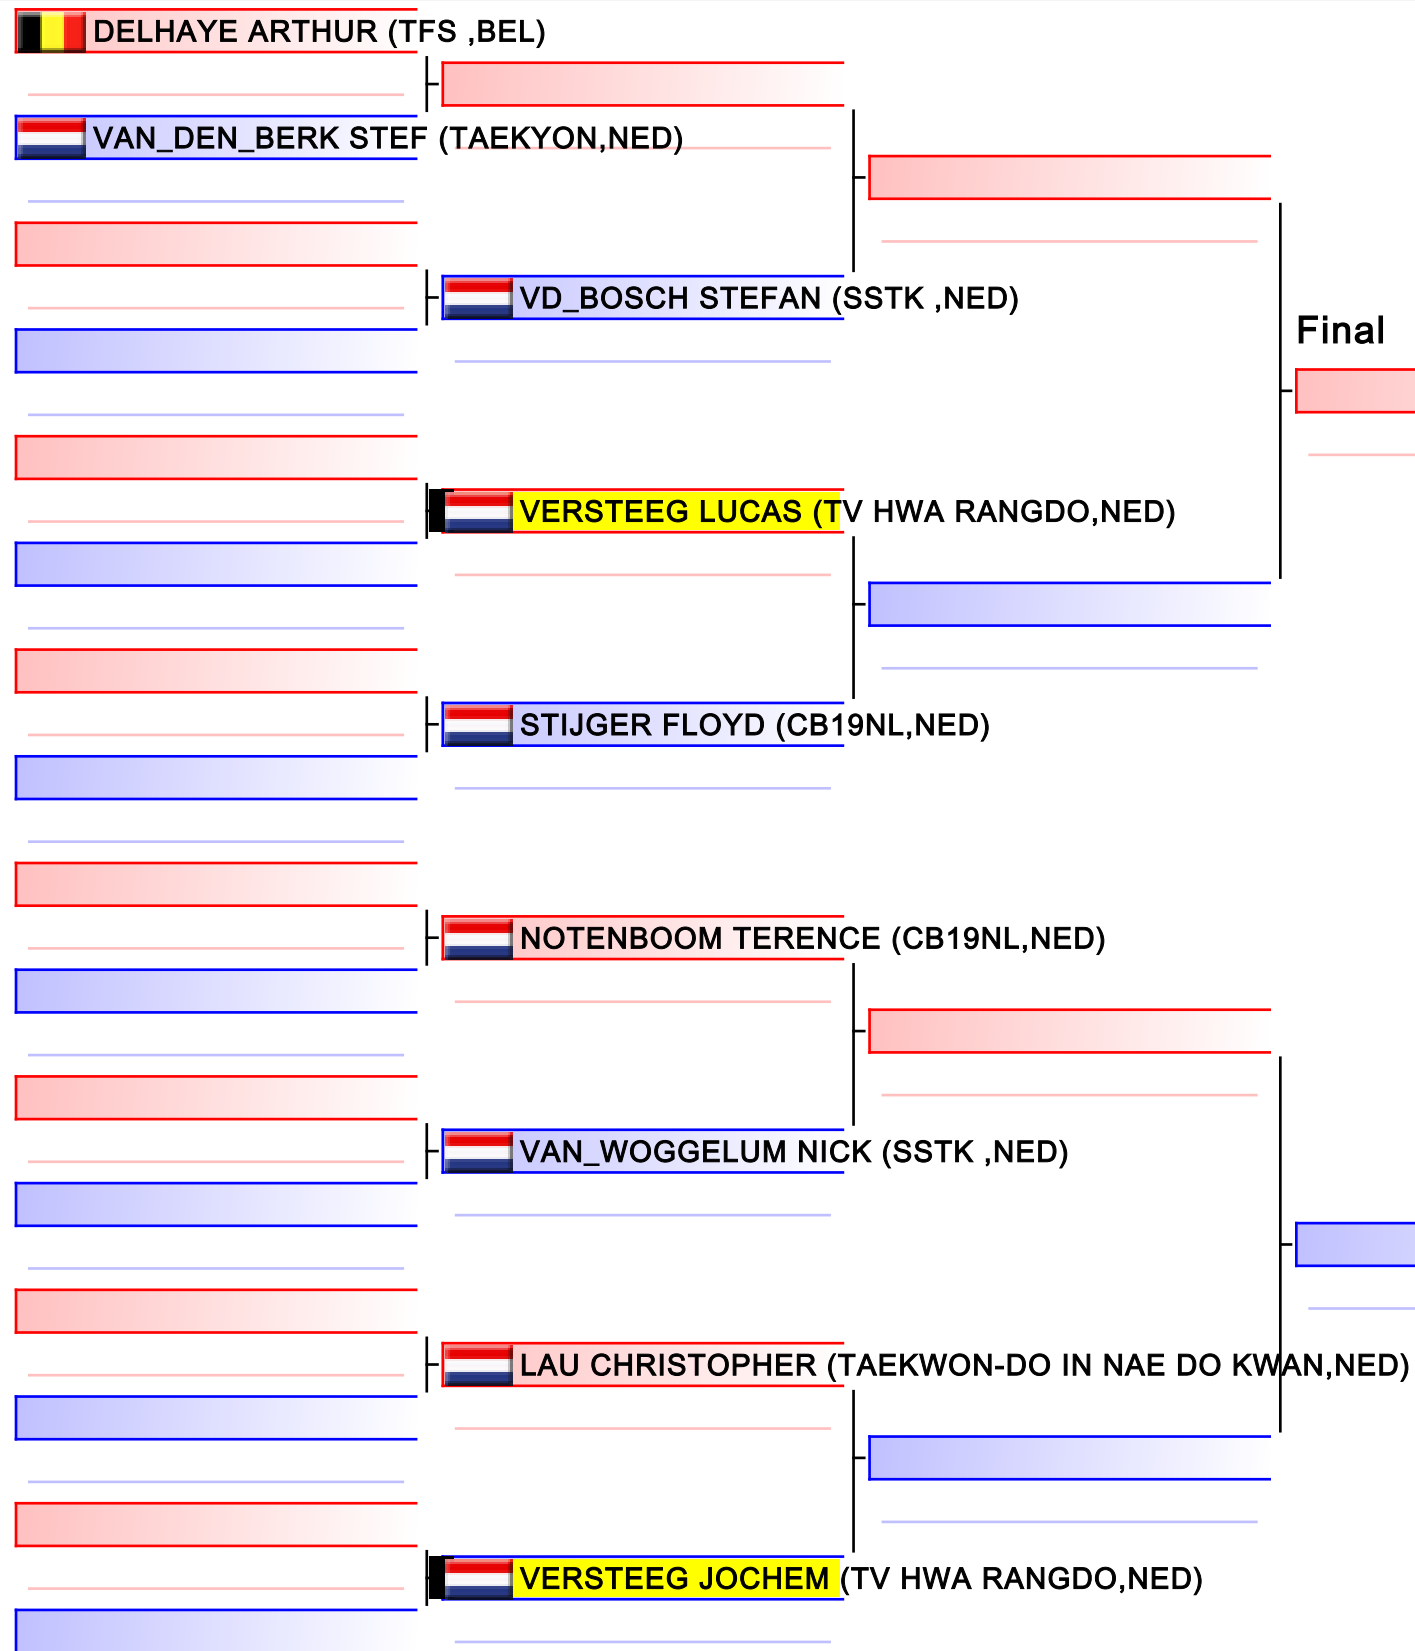 DELHAYE ARTHUR (TFS ,BEL)
VAN_DEN_BERK STEF (TAEKYON,NED)
VD_BOSCH STEFAN (SSTK ,NED)
Final
VERSTEEG LUCAS (TV HWA RANGDO,NED)
STIJGER FLOYD (CB19NL,NED)
NOTENBOOM TERENCE (CB19NL,NED)
VAN_WOGGELUM NICK (SSTK ,NED)
LAU CHRISTOPHER (TAEKWON-DO IN NAE DO KWAN,NED)
VERSTEEG JOCHEM (TV HWA RANGDO,NED)